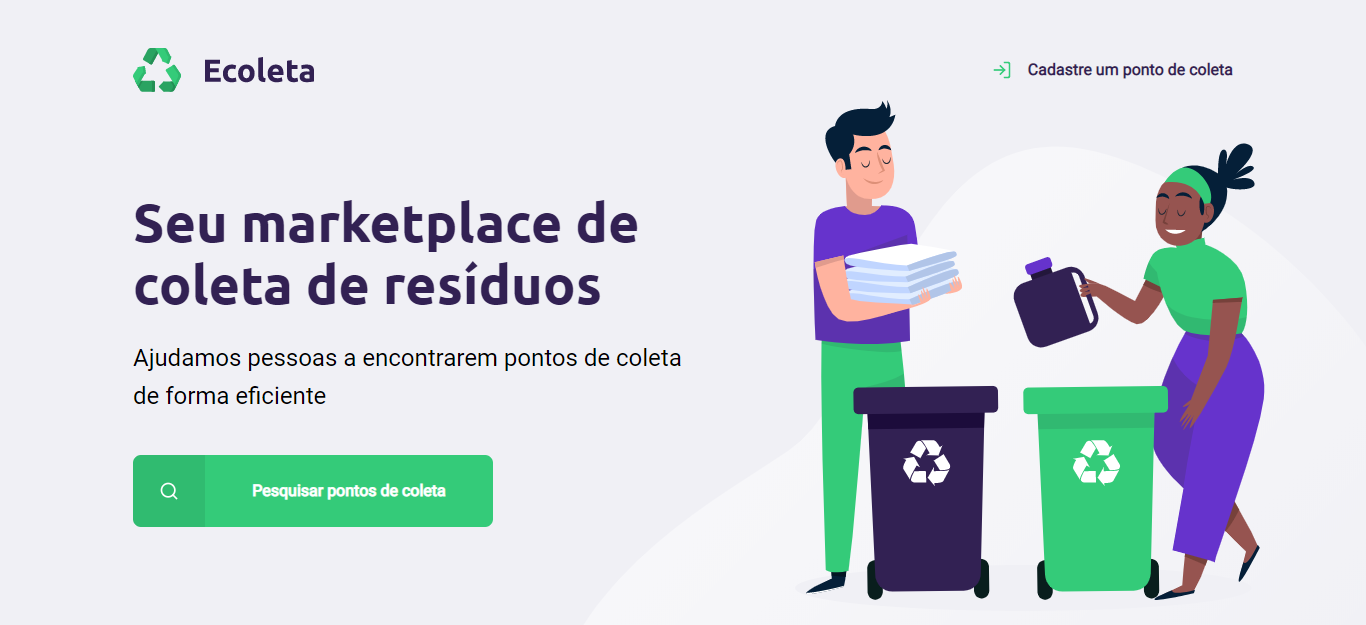 Ecoleta
Cadastre um ponto de coleta
Seu marketplace de
coleta de resíduos
Ajudamos pessoas a encontrarem pontos de coleta
de forma eficiente
Pesquisar pontos de coleta